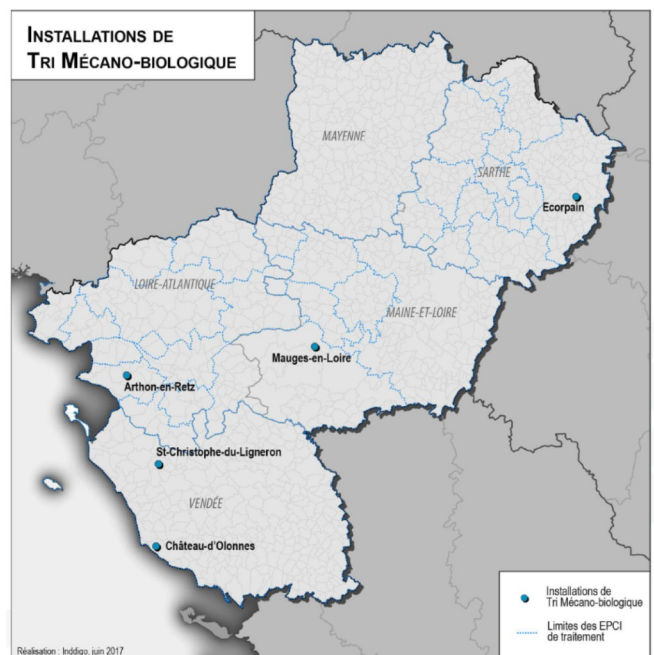 INSTALLATIONS DE
TRI MÉCANO-BIOLOGIQUE
MAYENNE
SARTHE
Ecorpain
LOIRE-ATLANTIQUE
MAINE-ET-LOIRE
Mauges-en-Loire
Arthon-en-Retz
St-Christophe-du-Ligneron
VENDÉE
Château-d'Olonnes
Installations de
Tri Mécano-biologique
Limites des EPCI
de traitement
Réalisation : Inddigo, juin 2017